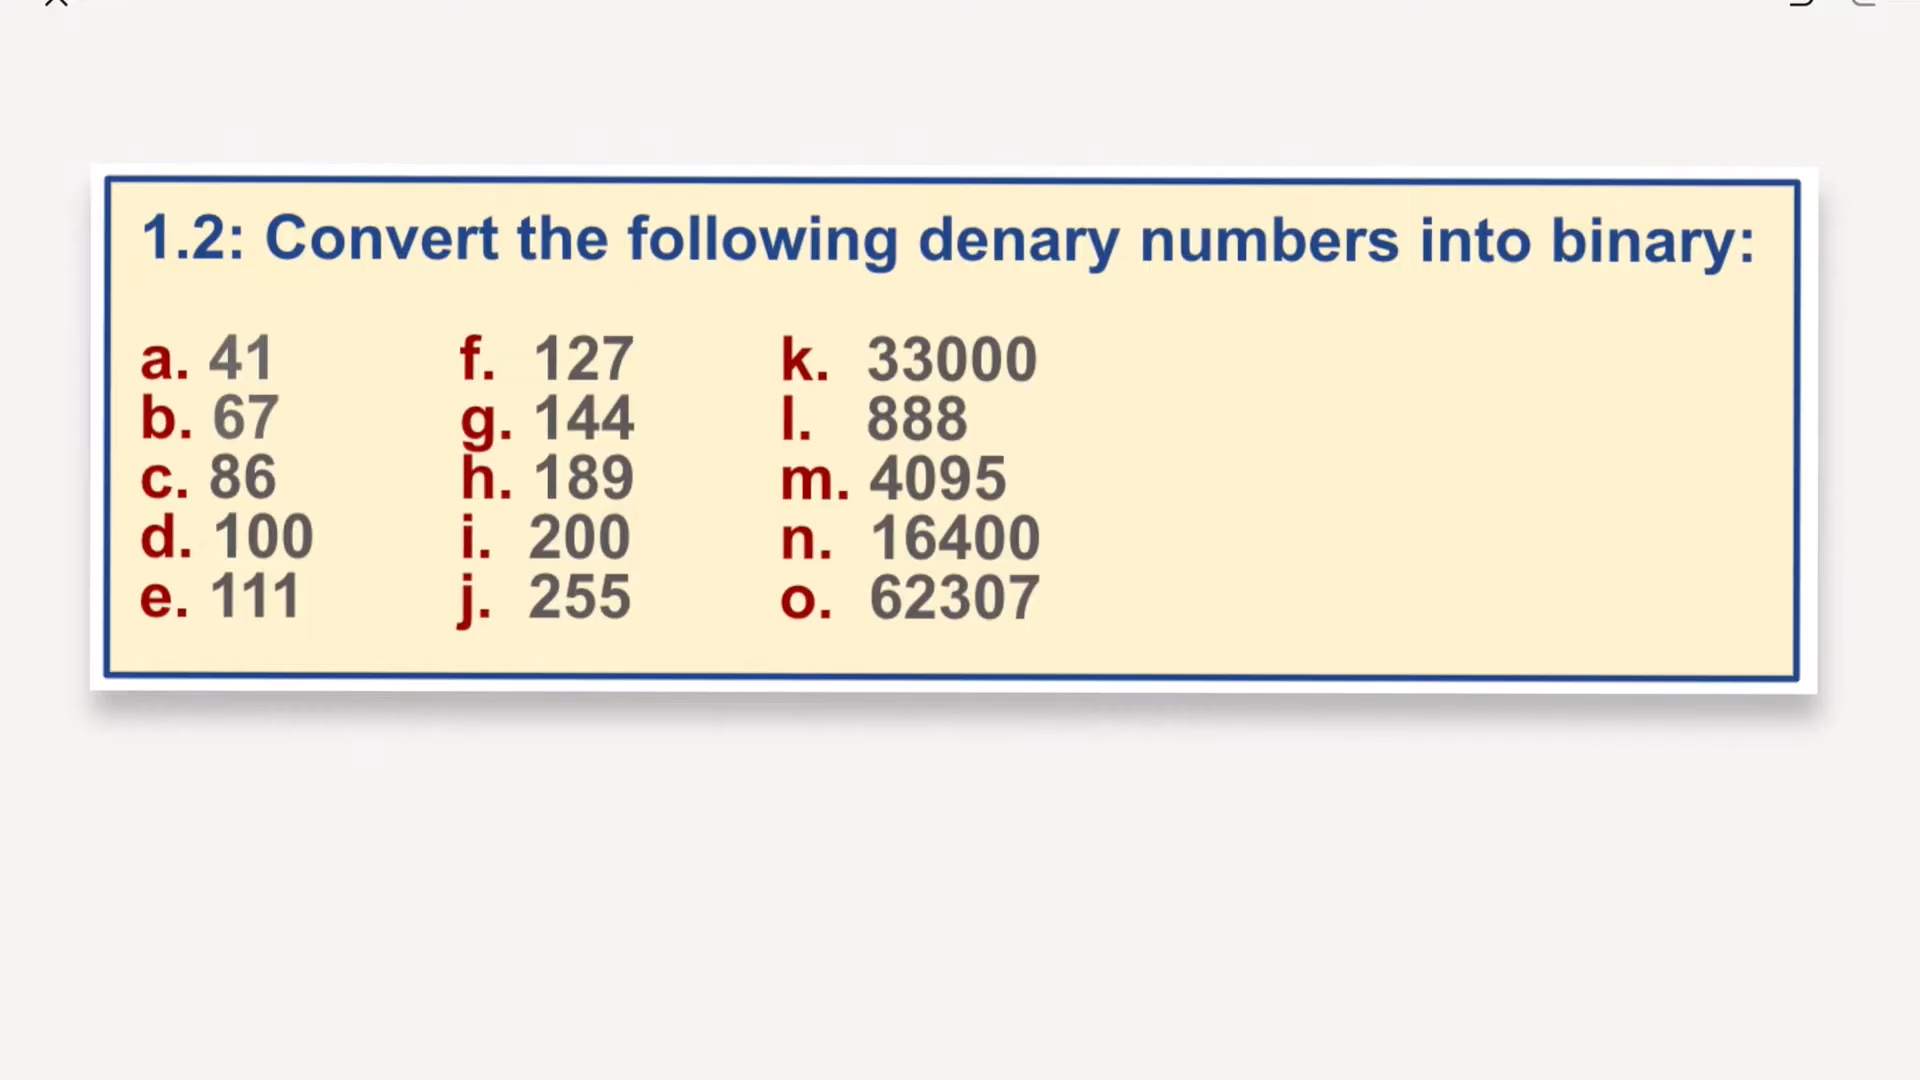 1.2: Convert the following denary numbers into binary:
a. 41
b. 67
c. 86
d. 100
e. 111
f. 127
g. 144
h. 189
i. 200
j. 255
k. 33000
l. 888
m. 4095
n. 16400
o. 62307